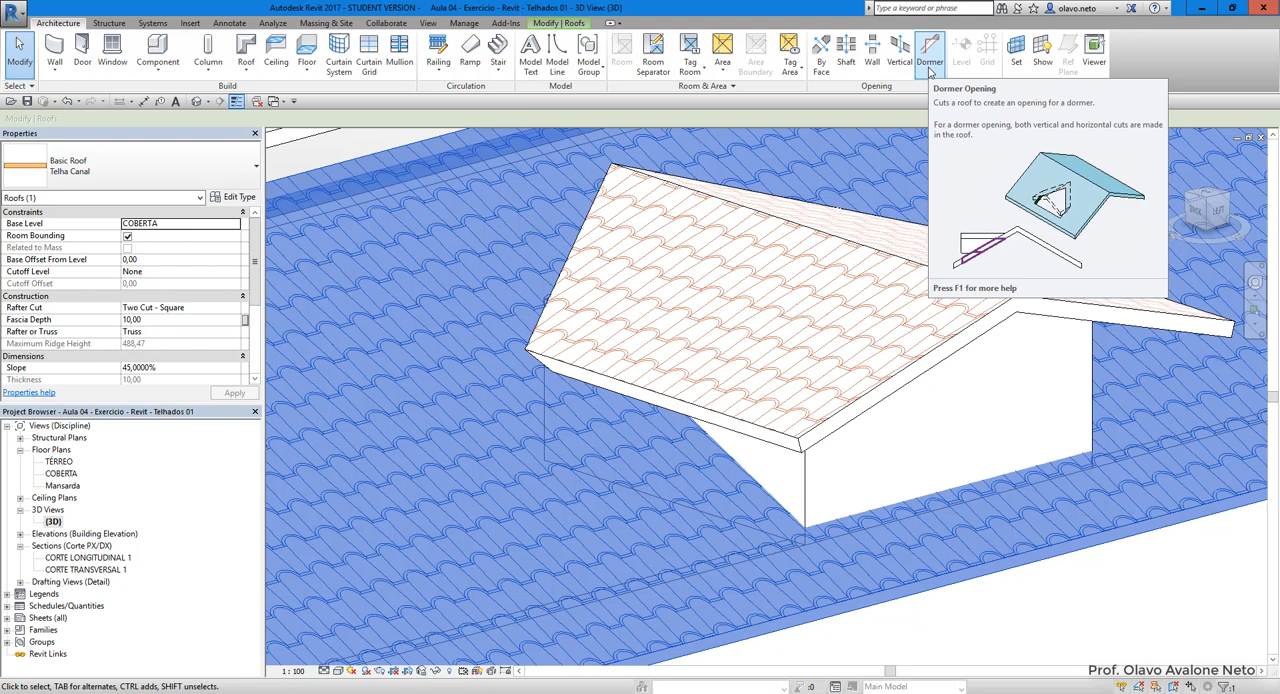 Autodesk Revit 2017 - STUDENT VERSION - Aula 04 - Exercicio - Revit - Telhados 01 - 3D View: {3D}
Type a keyword or phrase
olavo.neto
Architecture Structure Systems Insert Annotate Analyze Massing & Site Collaborate View Manage Add-Ins Modify | Roofs
Modify Wall Door Window Component Column Roof Ceiling Floor Curtain System Curtain Grid Mullion Railing Ramp Stair Model Text Model Line Model Group Room Room Separator Tag Room Area Area Boundary Tag Area By Face Shaft Wall Vertical Dormer Level Grid Set Show Ref Plane Viewer
Select Build Circulation Model Room & Area Opening
Modify | Roofs
Dormer Opening
Cuts a roof to create an opening for a dormer.
For a dormer opening, both vertical and horizontal cuts are made
in the roof.
Press F1 for more help
Properties
Basic Roof
Telha Canal
Roofs (1) Edit Type
Constraints
Base Level COBERTA
Room Bounding
Related to Mass
Base Offset From Level 0,00
Cutoff Level None
Cutoff Offset 0,00
Construction
Rafter Cut Two Cut - Square
Fascia Depth 10,00
Rafter or Truss Truss
Maximum Ridge Height 488,47
Dimensions
Slope 45,0000%
Thickness 10,00
Properties help Apply
Project Browser - Aula 04 - Exercicio - Revit - Telhados 01
Views (Discipline)
Structural Plans
Floor Plans
TÉRREO
COBERTA
Mansarda
Ceiling Plans
3D Views
{3D}
Elevations (Building Elevation)
Sections (Corte PX/DX)
CORTE LONGITUDINAL 1
CORTE TRANSVERSAL 1
Drafting Views (Detail)
Legends
Schedules/Quantities
Sheets (all)
Families
Groups
Revit Links
BACK LEFT
1 : 100
Prof. Olavo Avalone Neto
Click to select, TAB for alternates, CTRL adds, SHIFT unselects. :0 Main Model :1